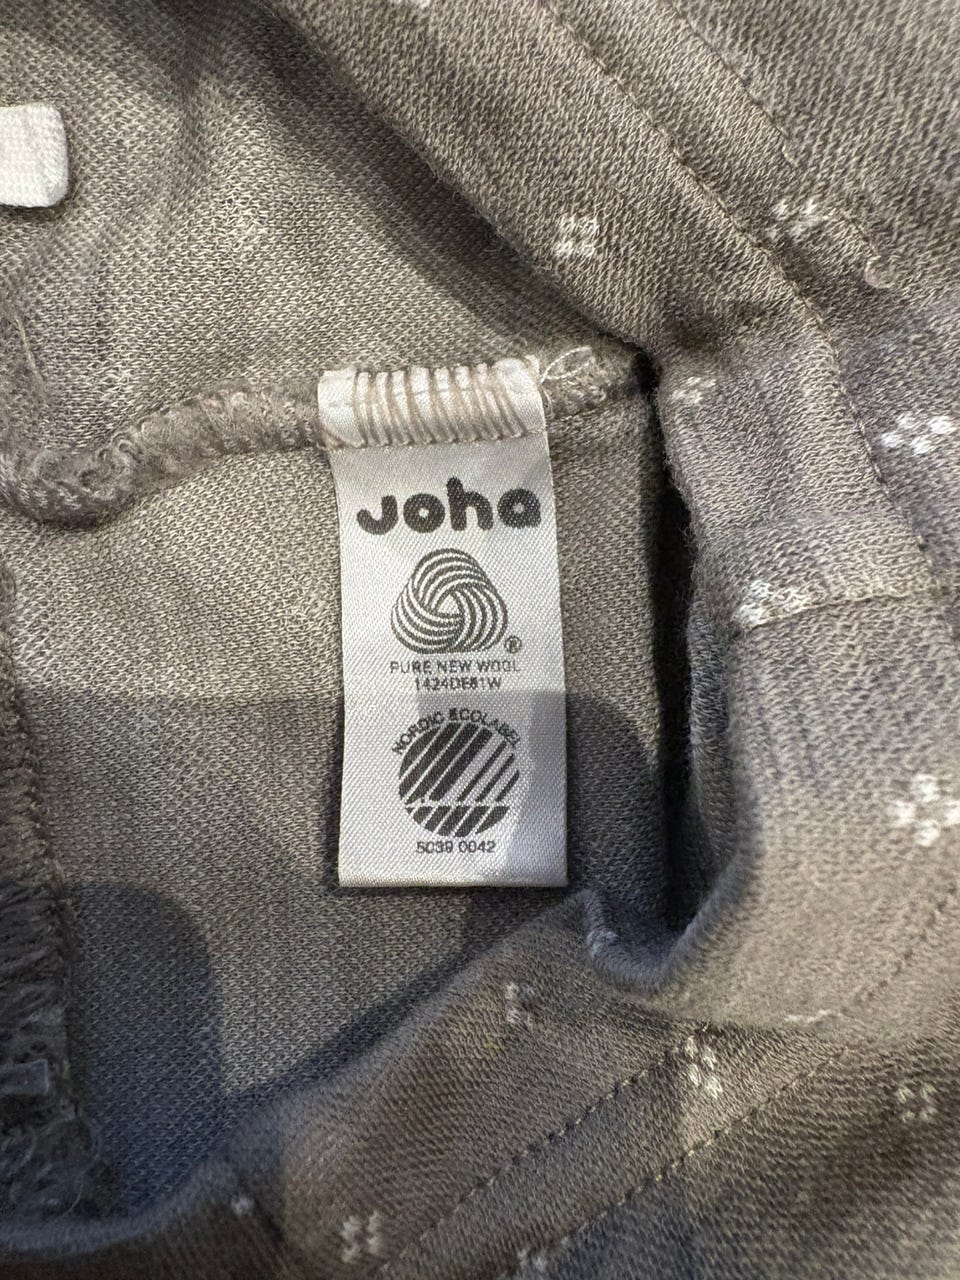 Joha
®
PURE NEW WOOL
1424DE81W
NORDIC ECOLABEL
5039 0042